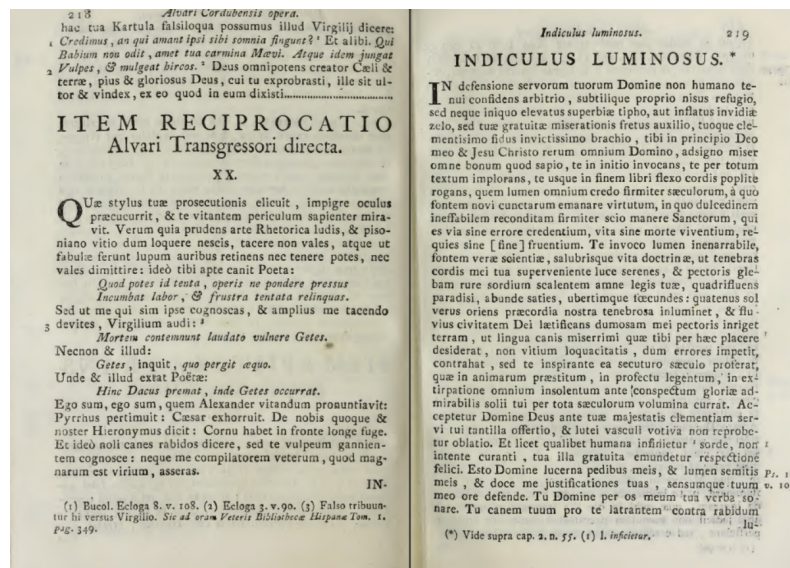 218 Alvari Cordubensis opera.
hac tua Kartula falsiloqua possumus illud Virgilij dicere:
1 Credimus, an qui amant ipsi sibi somnia fingunt? ¹ Et alibi. Qui
Babium non odit, amet tua carmina Mævi. Atque idem jungat
2 Vulpes, & mulgeat hircos. ² Deus omnipotens creator Cæli &
terræ, pius & gloriosus Deus, cui tu exprobrasti, ille sit ul-
tor & vindex, ex eo quod in eum dixisti......................
ITEM RECIPROCATIO
Alvari Transgressori directa.
XX.
QUæ stylus tuæ prosecutionis elicuit, impigre oculus
præcucurrit, & te vitantem periculum sapienter mira-
vit. Verum quia prudens arte Rhetorica ludis, & piso-
niano vitio dum loquere nescis, tacere non vales, atque ut
fabulæ ferunt lupum auribus retinens nec tenere potes, nec
vales dimittire: ideò tibi apte canit Poeta:
Quod potes id tenta, operis ne pondere pressus
Incumbat labor, & frustra tentata relinquas.
Sed ut me qui sim ipse cognoscas, & amplius me tacendo
3 devites, Virgilium audi: ³
Mortem contemnunt laudato vulnere Getes.
Necnon & illud:
Getes, inquit, quo pergit æquo.
Unde & illud extat Poëtæ:
Hinc Dacus premat, inde Getes occurrat.
Ego sum, ego sum, quem Alexander vitandum pronuntiavit:
Pyrrhus pertimuit: Cæsar exhorruit. De nobis quoque &
noster Hieronymus dicit: Cornu habet in fronte longe fuge.
Et ideò noli canes rabidos dicere, sed te vulpeum gannien-
tem cognosce: neque me compilatorem veterum, quod mag-
narum est virium, asseras.
IN-
(1) Bucol. Ecloga 8. v. 108. (2) Ecloga 3. v. 90. (3) Falso tribuun-
tur hi versus Virgilio. Sic ad oram Veteris Bibliothecæ Hispanæ Tom. 1.
pag. 349.
Indiculus luminosus. 219
INDICULUS LUMINOSUS. *
IN defensione servorum tuorum Domine non humano te-
nui confidens arbitrio, subtilique proprio nisus refugio,
sed neque iniquo elevatus superbiæ tipho, aut inflatus invidiæ
zelo, sed tuæ gratuitæ miserationis fretus auxilio, tuoque cle-
mentisimo fidus invictissimo brachio, tibi in principio Deo
meo & Jesu Christo rerum omnium Domino, adsigno miser
omne bonum quod sapio, te in initio invocans, te per totum
textum implorans, te usque in finem libri flexo cordis poplite
rogans, quem lumen omnium credo firmiter sæculorum, à quo
fontem novi cunctarum emanare virtutum, in quo dulcedinem
ineffabilem reconditam firmiter scio manere Sanctorum, qui
es via sine errore credentium, vita sine morte viventium, re-
quies sine [ fine ] fruentium. Te invoco lumen inenarrabile,
fontem veræ scientiæ, salubrisque vita doctrinæ, ut tenebras
cordis mei tua superveniente luce serenes, & pectoris gle-
bam rure sordium scalentem amne legis tuæ, quadrifluens
paradisi, abunde saties, ubertimque fœcundes: quatenus sol
verus oriens præcordia nostra tenebrosa inluminet, & flu-
vius civitatem Dei lætificans dumosam mei pectoris inriget
terram, ut lingua canis miserrimi quæ tibi per hæc placere
desiderat, non vitium loquacitatis, dum errores impetit,
contrahat, sed te inspirante ea secuturo sæculo proferat,
quæ in animarum præstitum, in profectu legentum, in ex-
tirpatione omnium insolentum ante conspectum gloriæ ad-
mirabilis solii tui per tota sæculorum volumina currat. Ac-
ceptetur Domine Deus ante tuæ majestatis clementiam ser-
vi tui tantilla offertio, & lutei vasculi votiva non reprobe-
tur oblatio. Et licet qualibet humana infinietur ¹ sorde, non 1
intente curanti, tua illa gratuita emundetur respectione
felici. Esto Domine lucerna pedibus meis, & lumen semitis Ps. 1
meis, & doce me justificationes tuas, sensumque tuum v. 10
meo ore defende. Tu Domine per os meum tua verba so-
nare. Tu canem tuum pro te latrantem contra rabidum
lu-
(*) Vide supra cap. 2. n. 55. (1) l. inficietur.